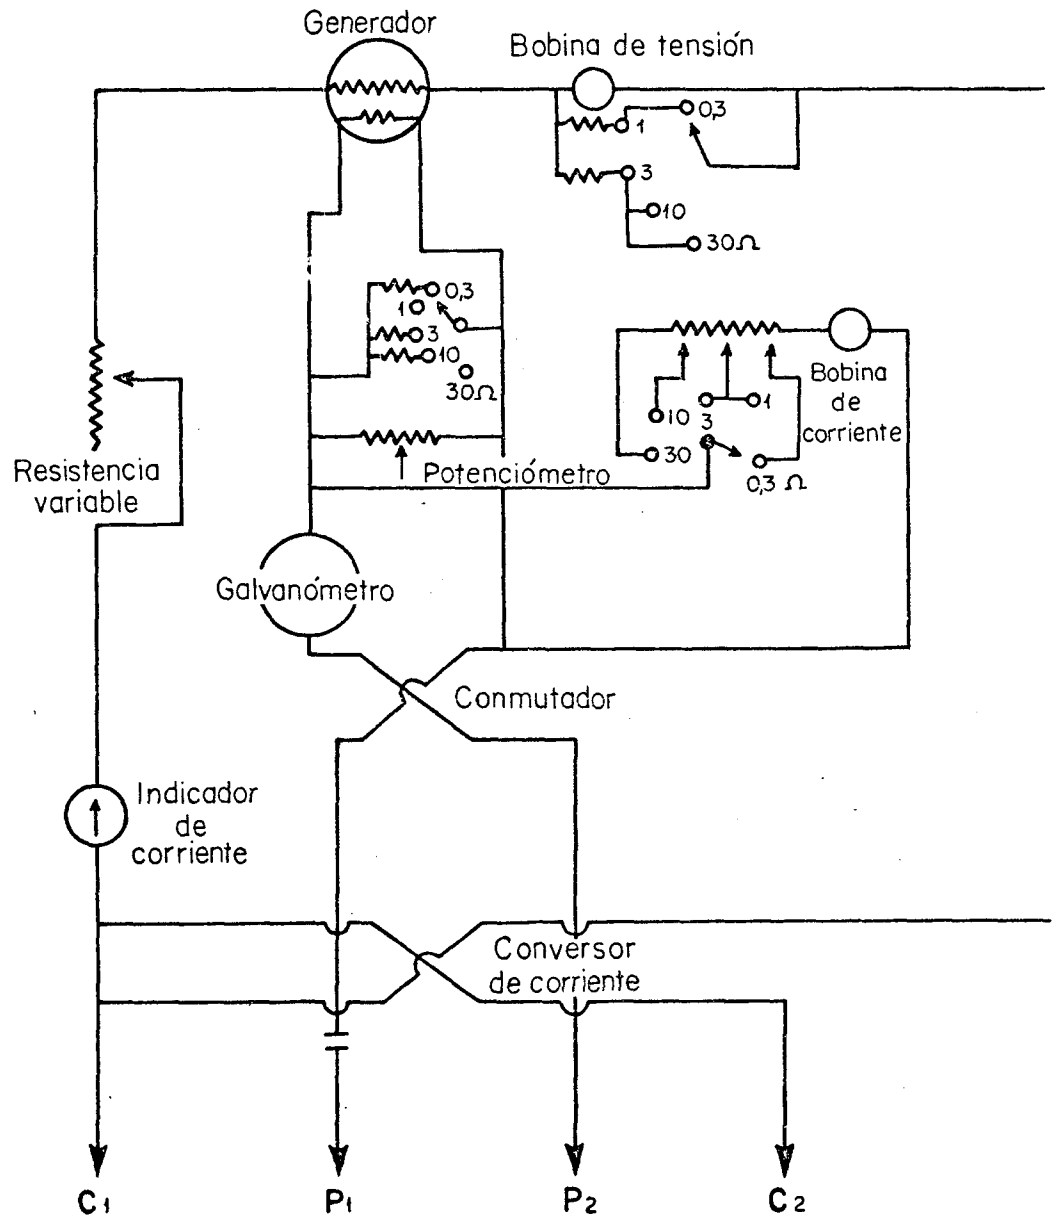 Generador
Bobina de tensión
0,3
1
3
10
30Ω
0,3
1
3
10
30Ω
Bobina
de
corriente
10
3
1
30
0,3 Ω
Resistencia
variable
Potenciómetro
Galvanómetro
Conmutador
Indicador
de
corriente
Conversor
de corriente
C1
P1
P2
C2